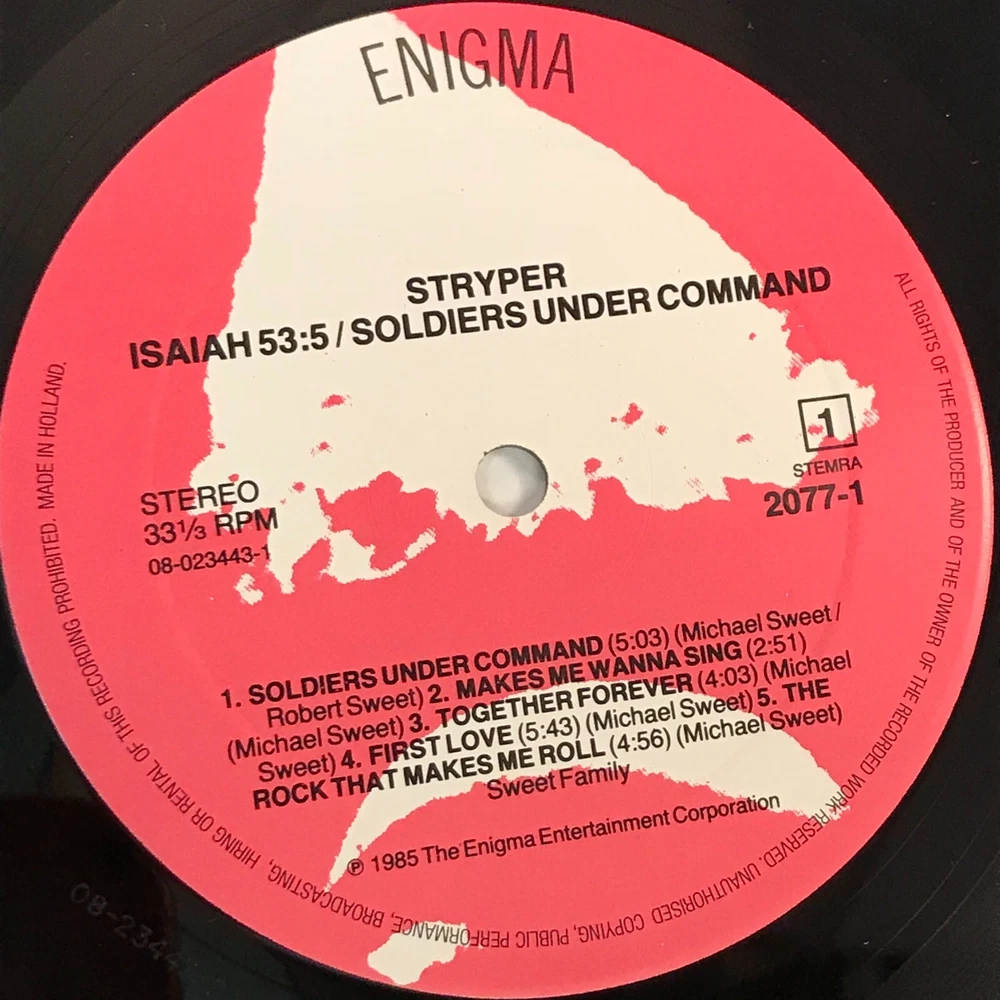 ENIGMA
STRYPER
ISAIAH 53:5 / SOLDIERS UNDER COMMAND
1
STEMRA
2077-1
STEREO
33⅓ RPM
08-023443-1
1. SOLDIERS UNDER COMMAND (5:03) (Michael Sweet /
Robert Sweet) 2. MAKES ME WANNA SING (2:51)
(Michael Sweet) 3. TOGETHER FOREVER (4:03) (Michael
Sweet) 4. FIRST LOVE (5:43) (Michael Sweet) 5. THE
ROCK THAT MAKES ME ROLL (4:56) (Michael Sweet)
Sweet Family
℗ 1985 The Enigma Entertainment Corporation
ALL RIGHTS OF THE PRODUCER AND OF THE OWNER OF THE RECORDED WORK RESERVED. UNAUTHORISED COPYING, PUBLIC PERFORMANCE, BROADCASTING, HIRING OR RENTAL OF THIS RECORDING PROHIBITED. MADE IN HOLLAND.